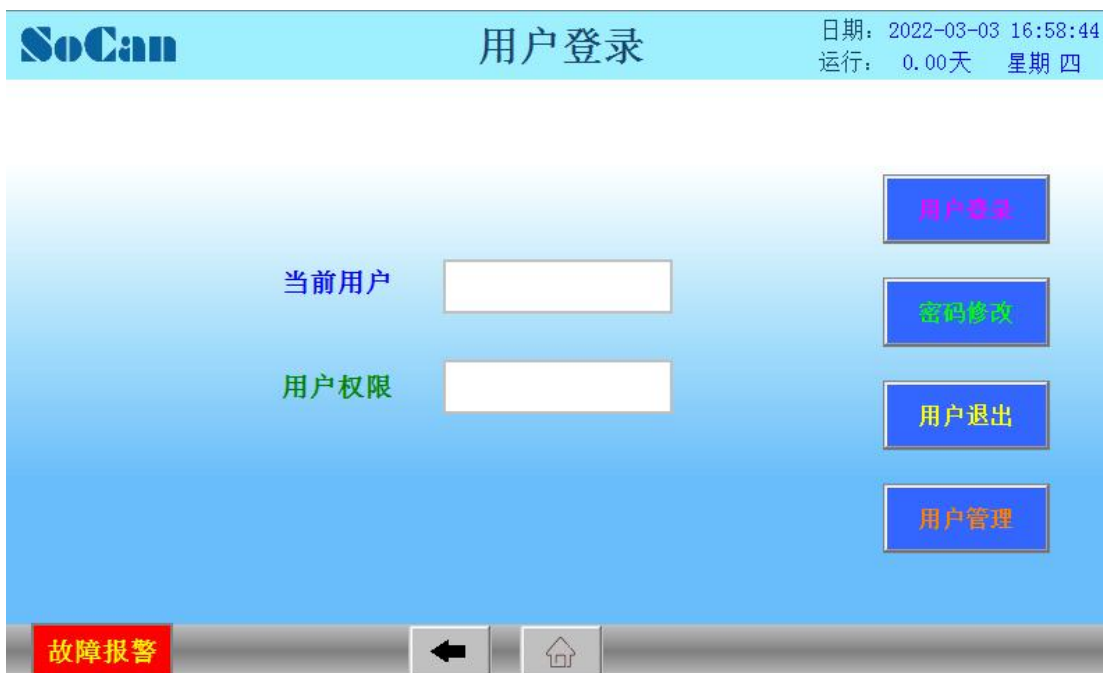 SoCan
用户登录
日期: 2022-03-03 16:58:44
运行: 0.00天 星期 四
用户登录
当前用户
密码修改
用户权限
用户退出
用户管理
故障报警